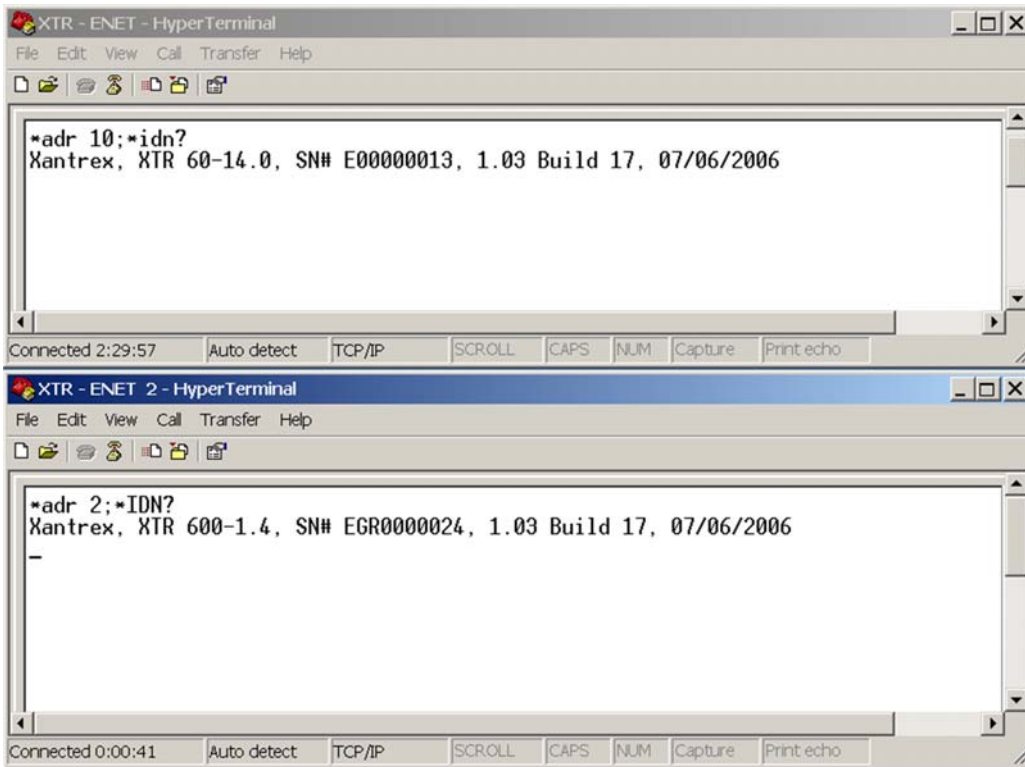 XTR - ENET - HyperTerminal
File Edit View Call Transfer Help
*adr 10;*idn?
Xantrex, XTR 60-14.0, SN# E00000013, 1.03 Build 17, 07/06/2006
Connected 2:29:57 Auto detect TCP/IP SCROLL CAPS NUM Capture Print echo
XTR - ENET 2 - HyperTerminal
File Edit View Call Transfer Help
*adr 2;*IDN?
Xantrex, XTR 600-1.4, SN# EGR0000024, 1.03 Build 17, 07/06/2006
Connected 0:00:41 Auto detect TCP/IP SCROLL CAPS NUM Capture Print echo